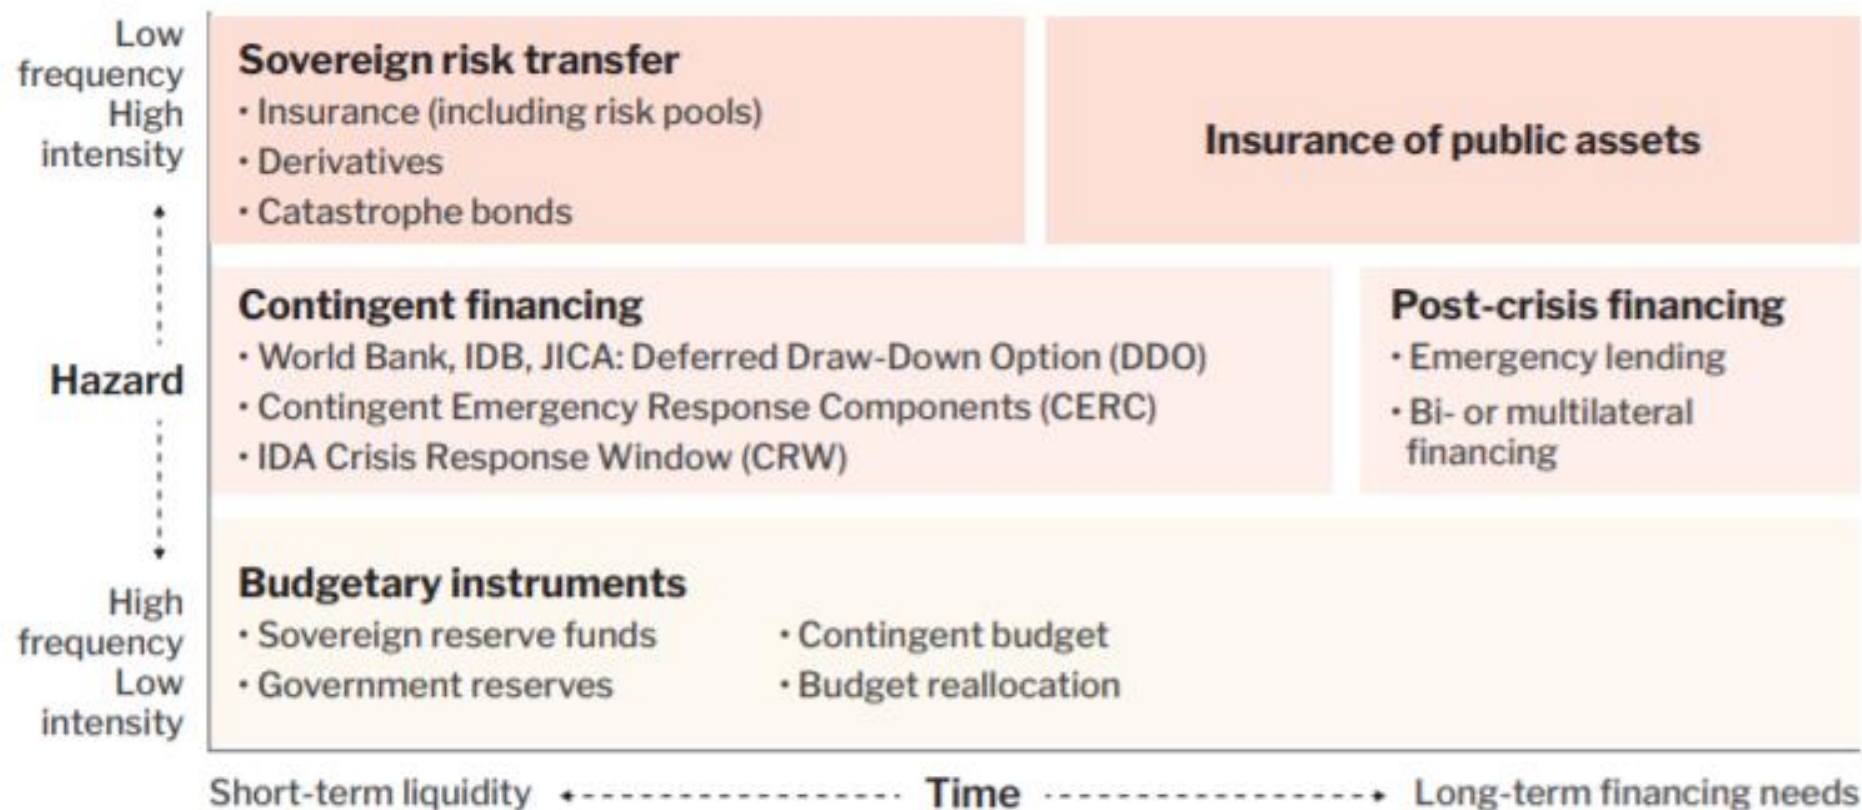 Low
frequency
High
intensity
Sovereign risk transfer
• Insurance (including risk pools)
• Derivatives
• Catastrophe bonds
Insurance of public assets
Hazard
Contingent financing
• World Bank, IDB, JICA: Deferred Draw-Down Option (DDO)
• Contingent Emergency Response Components (CERC)
• IDA Crisis Response Window (CRW)
Post-crisis financing
• Emergency lending
• Bi- or multilateral
financing
High
frequency
Low
intensity
Budgetary instruments
• Sovereign reserve funds
• Government reserves
• Contingent budget
• Budget reallocation
Short-term liquidity
Time
Long-term financing needs